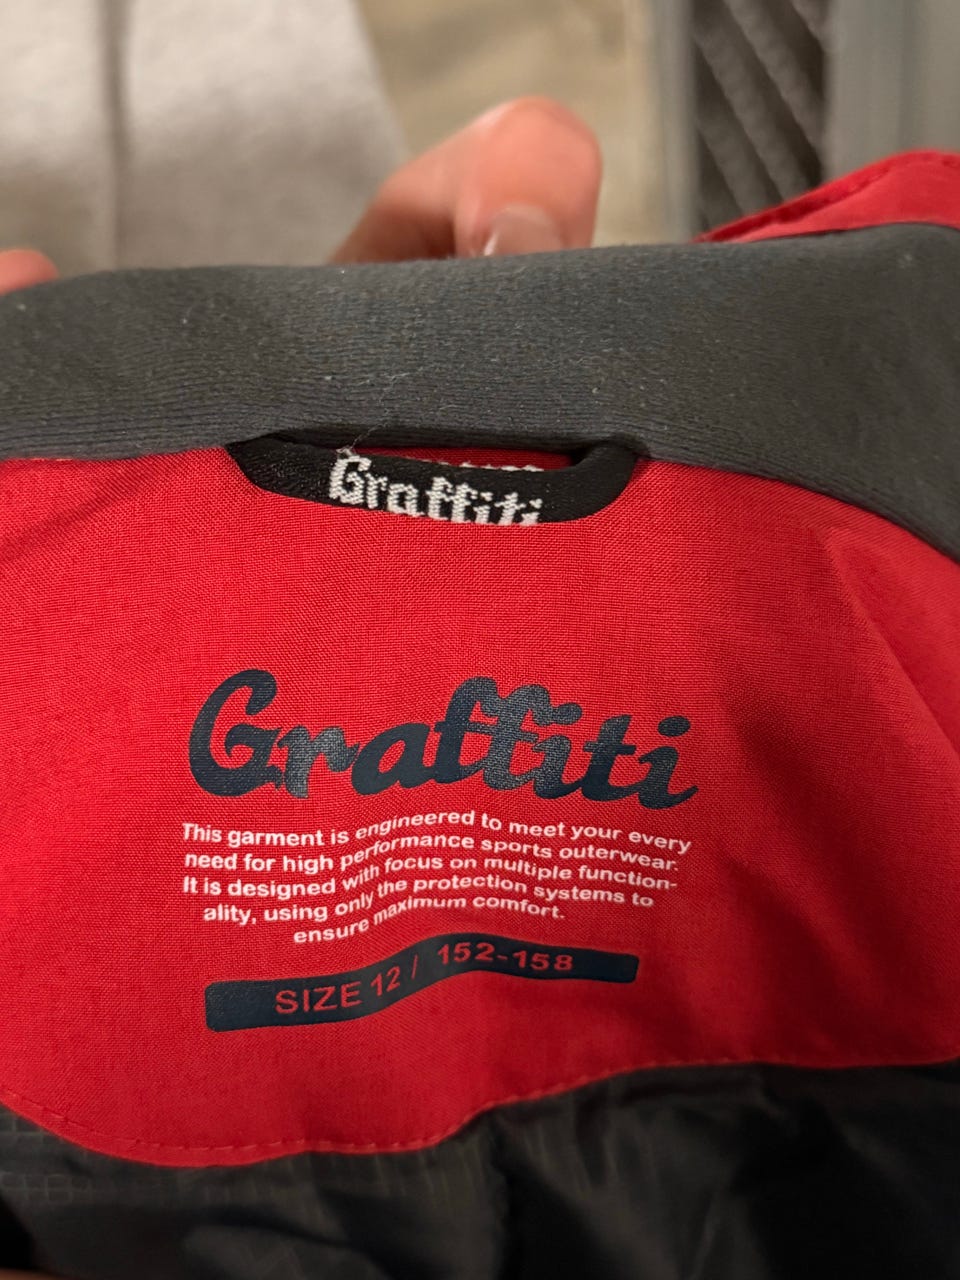 Graffiti
Graffiti
This garment is engineered to meet your every
need for high performance sports outerwear.
It is designed with focus on multiple function-
ality, using only the protection systems to
ensure maximum comfort.
SIZE 12 / 152-158